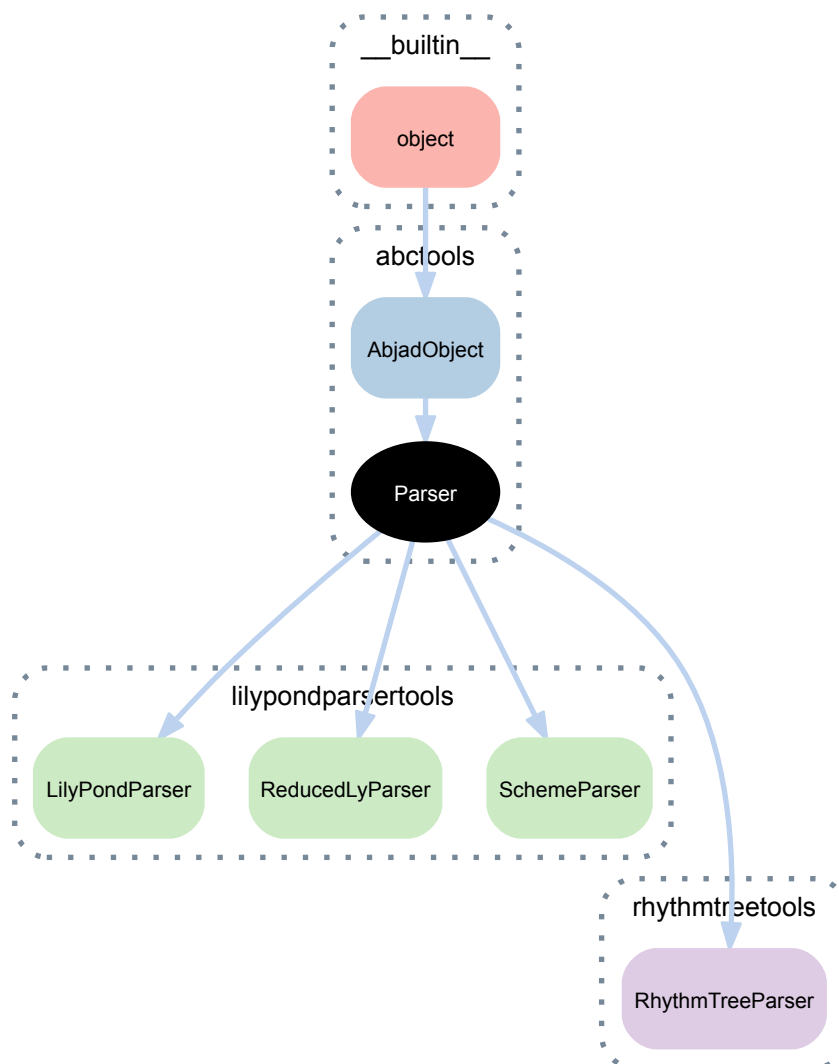 __builtin__
object
abctools
AbjadObject
Parser
lilypondparsertools
LilyPondParser
ReducedLyParser
SchemeParser
rhythmtreetools
RhythmTreeParser